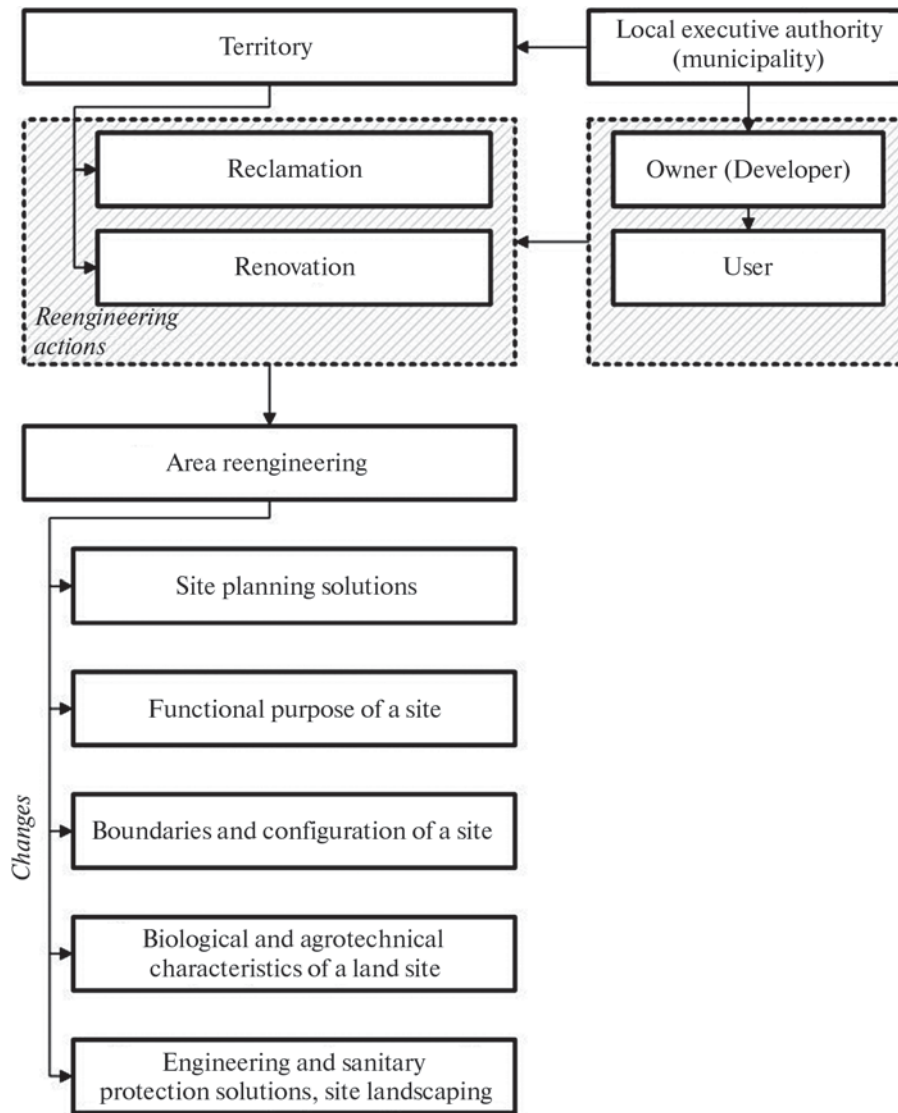 Territory
Local executive authority
(municipality)
Reclamation
Owner (Developer)
Renovation
User
Reengineering
actions
Area reengineering
Site planning solutions
Functional purpose of a site
Changes
Boundaries and configuration of a site
Biological and agrotechnical
characteristics of a land site
Engineering and sanitary
protection solutions, site landscaping